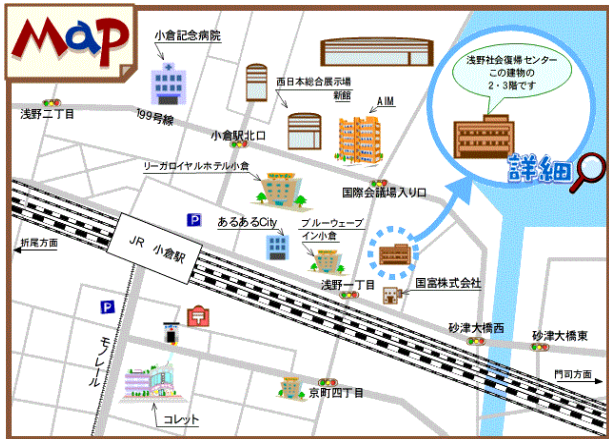 Map
小倉記念病院
浅野社会復帰センター
この建物の
2・3階です
西日本総合展示場
新館
AIM
浅野二丁目
199号線
小倉駅北口
詳細
リーガロイヤルホテル小倉
国際会議場入り口
P
あるあるCity
ブルーウェーブ
イン小倉
JR 小倉駅
折尾方面
浅野一丁目
国富株式会社
P
砂津大橋西
砂津大橋東
モノレール
門司方面
京町四丁目
コレット